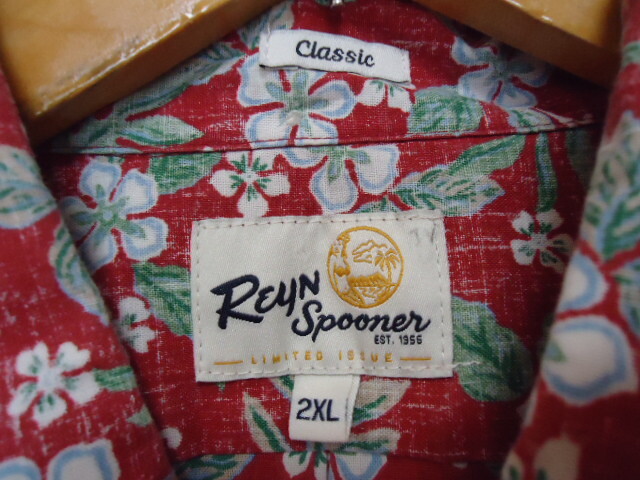 Classic
REYN
Spooner
EST. 1956
LIMITED ISSUE
2XL